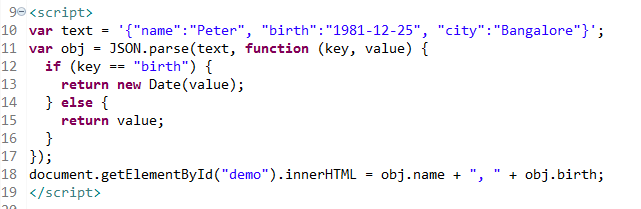 9 <script>
10 var text = '{"name":"Peter", "birth":"1981-12-25", "city":"Bangalore"}';
11 var obj = JSON.parse(text, function (key, value) {
12   if (key == "birth") {
13     return new Date(value);
14   } else {
15     return value;
16   }
17 });
18 document.getElementById("demo").innerHTML = obj.name + ", " + obj.birth;
19 </script>